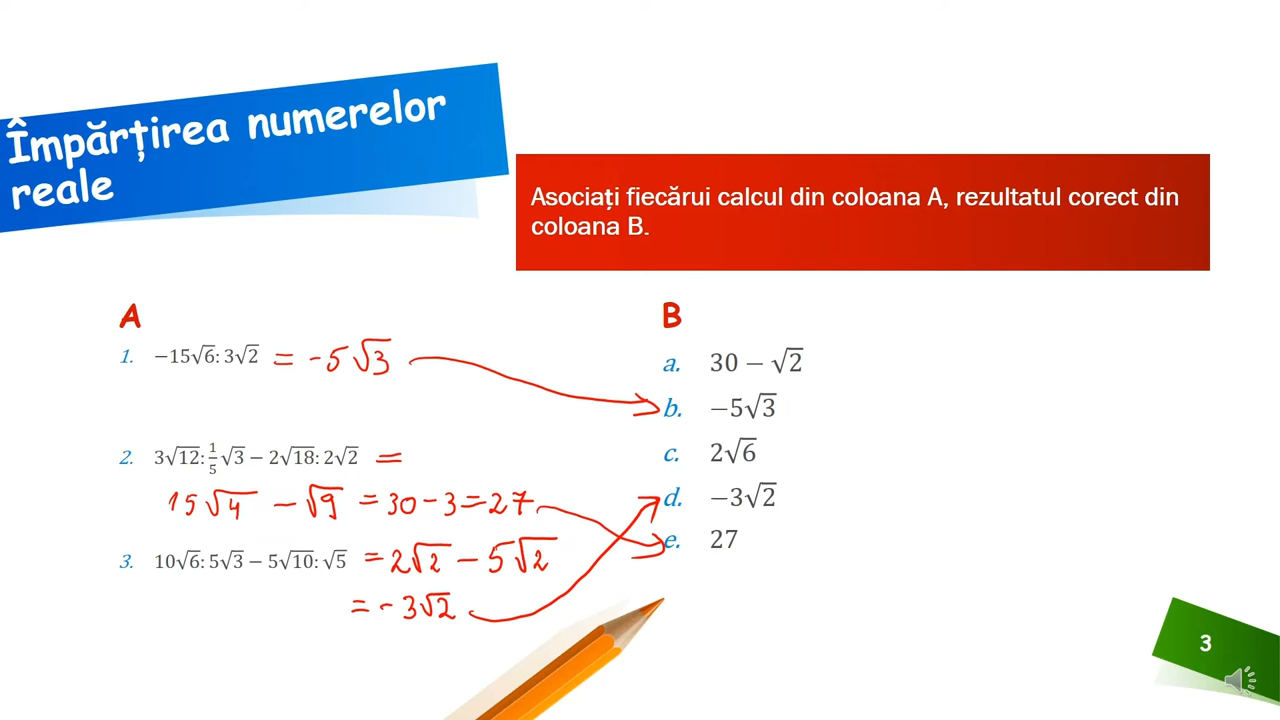 Împărțirea numerelor
reale
Asociați fiecărui calcul din coloana A, rezultatul corect din
coloana B.
A
1. −15√6: 3√2 = -5√3
2. 3√12: 1/5 √3 − 2√18: 2√2 =
15√4 − √9 = 30 − 3 = 27
3. 10√6: 5√3 − 5√10: √5 = 2√2 − 5√2
= -3√2
B
a. 30 − √2
b. −5√3
c. 2√6
d. −3√2
e. 27
3